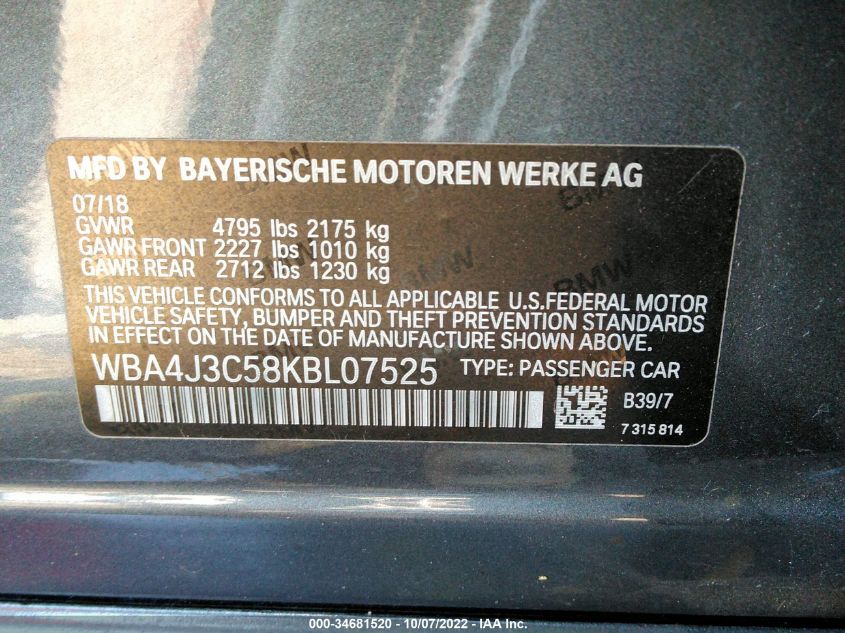 MFD BY BAYERISCHE MOTOREN WERKE AG
07/18
GVWR 4795 lbs 2175 kg
GAWR FRONT 2227 lbs 1010 kg
GAWR REAR 2712 lbs 1230 kg
THIS VEHICLE CONFORMS TO ALL APPLICABLE U.S.FEDERAL MOTOR
VEHICLE SAFETY, BUMPER AND THEFT PREVENTION STANDARDS
IN EFFECT ON THE DATE OF MANUFACTURE SHOWN ABOVE.
WBA4J3C58KBL07525 TYPE: PASSENGER CAR
B39/7
7 315 814
BMW
BMW
BMW
000-34681520 - 10/07/2022 - IAA Inc.